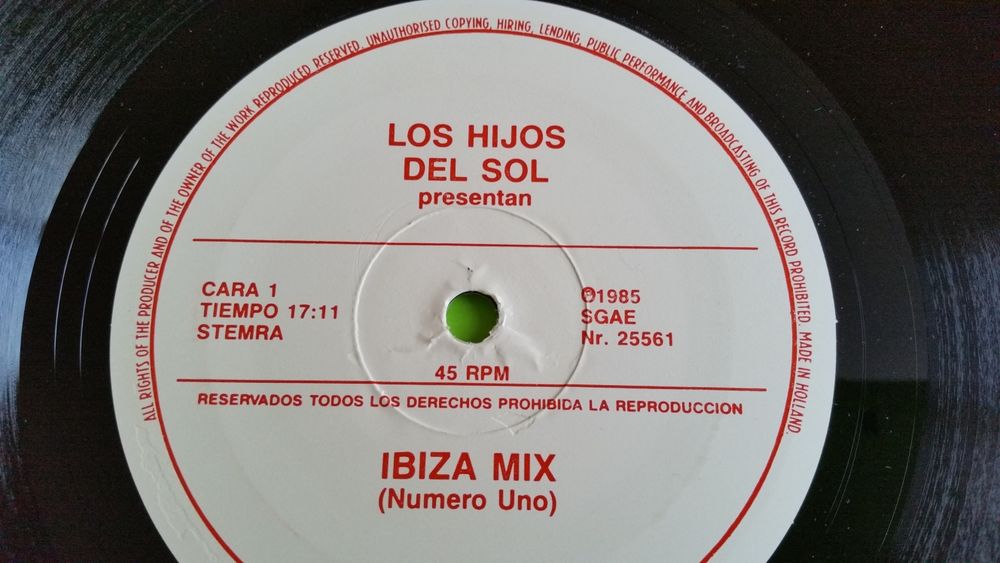 ALL RIGHTS OF THE PRODUCER AND OF THE OWNER OF THE WORK REPRODUCED RESERVED. UNAUTHORISED COPYING, HIRING, LENDING, PUBLIC PERFORMANCE AND BROADCASTING OF THIS RECORD PROHIBITED. MADE IN HOLLAND.
LOS HIJOS
DEL SOL
presentan
CARA 1
TIEMPO 17:11
STEMRA
℗1985
SGAE
Nr. 25561
45 RPM
RESERVADOS TODOS LOS DERECHOS PROHIBIDA LA REPRODUCCION
IBIZA MIX
(Numero Uno)